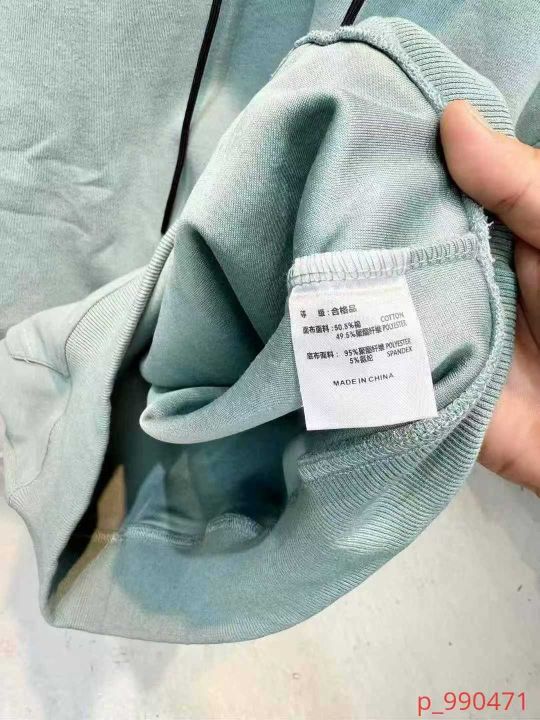 等 级：合格品
底布面料：50.5%棉 COTTON
49.5%聚酯纤维 POLYESTER
底布面料： 95%聚酯纤维 POLYESTER
5%氨纶 SPANDEX
MADE IN CHINA
p_990471